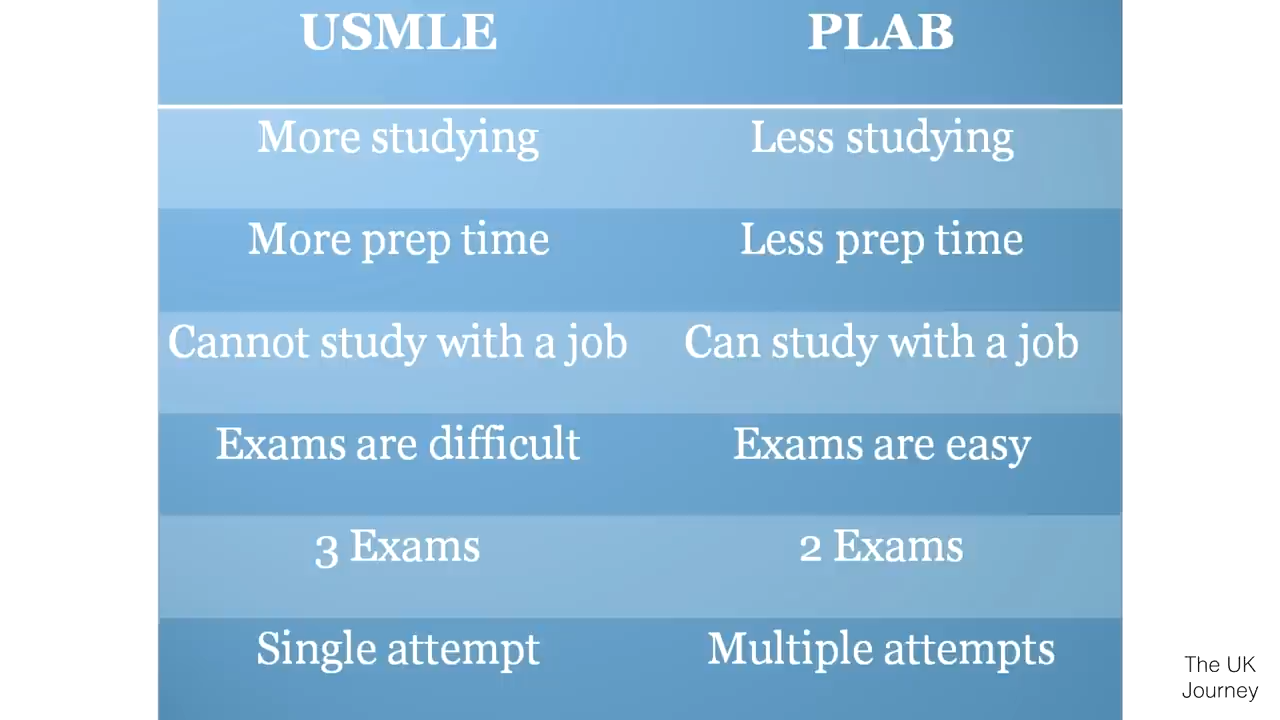 USMLE PLAB
More studying Less studying
More prep time Less prep time
Cannot study with a job Can study with a job
Exams are difficult Exams are easy
3 Exams 2 Exams
Single attempt Multiple attempts
The UK
Journey